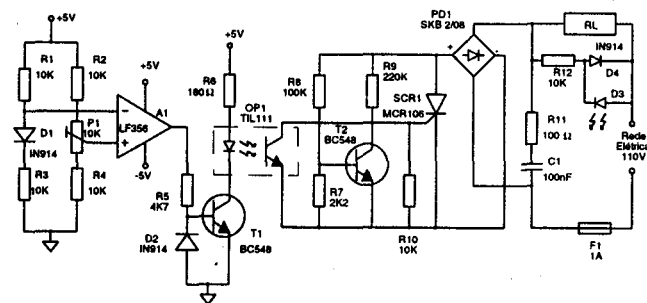 +5V
R1
10K
R2
10K
+5V
A1
LF356
-5V
P1
10K
D1
IN914
R3
10K
R4
10K
R5
4K7
D2
IN914
T1
BC548
+5V
R6
180Ω
OP1
TIL111
R8
100K
R9
220K
T2
BC548
R7
2K2
R10
10K
SCR1
MCR106
PD1
SKB 2/08
RL
R12
10K
IN914
D4
D3
R11
100 Ω
C1
100nF
Rede
Elétrica
110V
F1
1A